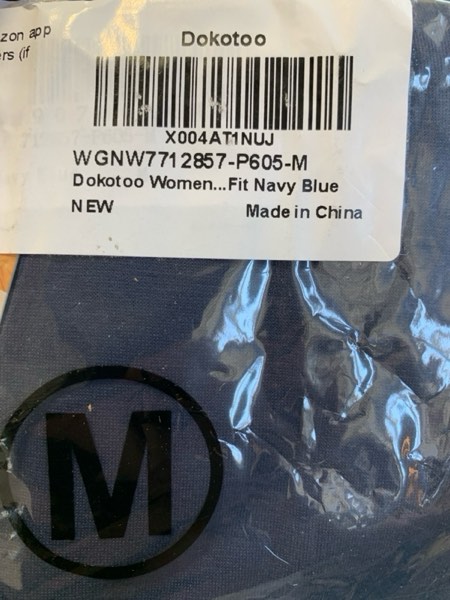 zon app
rs (if
Dokotoo
X004AT1NUJ
WGNW7712857-P605-M
Dokotoo Women...Fit Navy Blue
NEW
Made in China
M